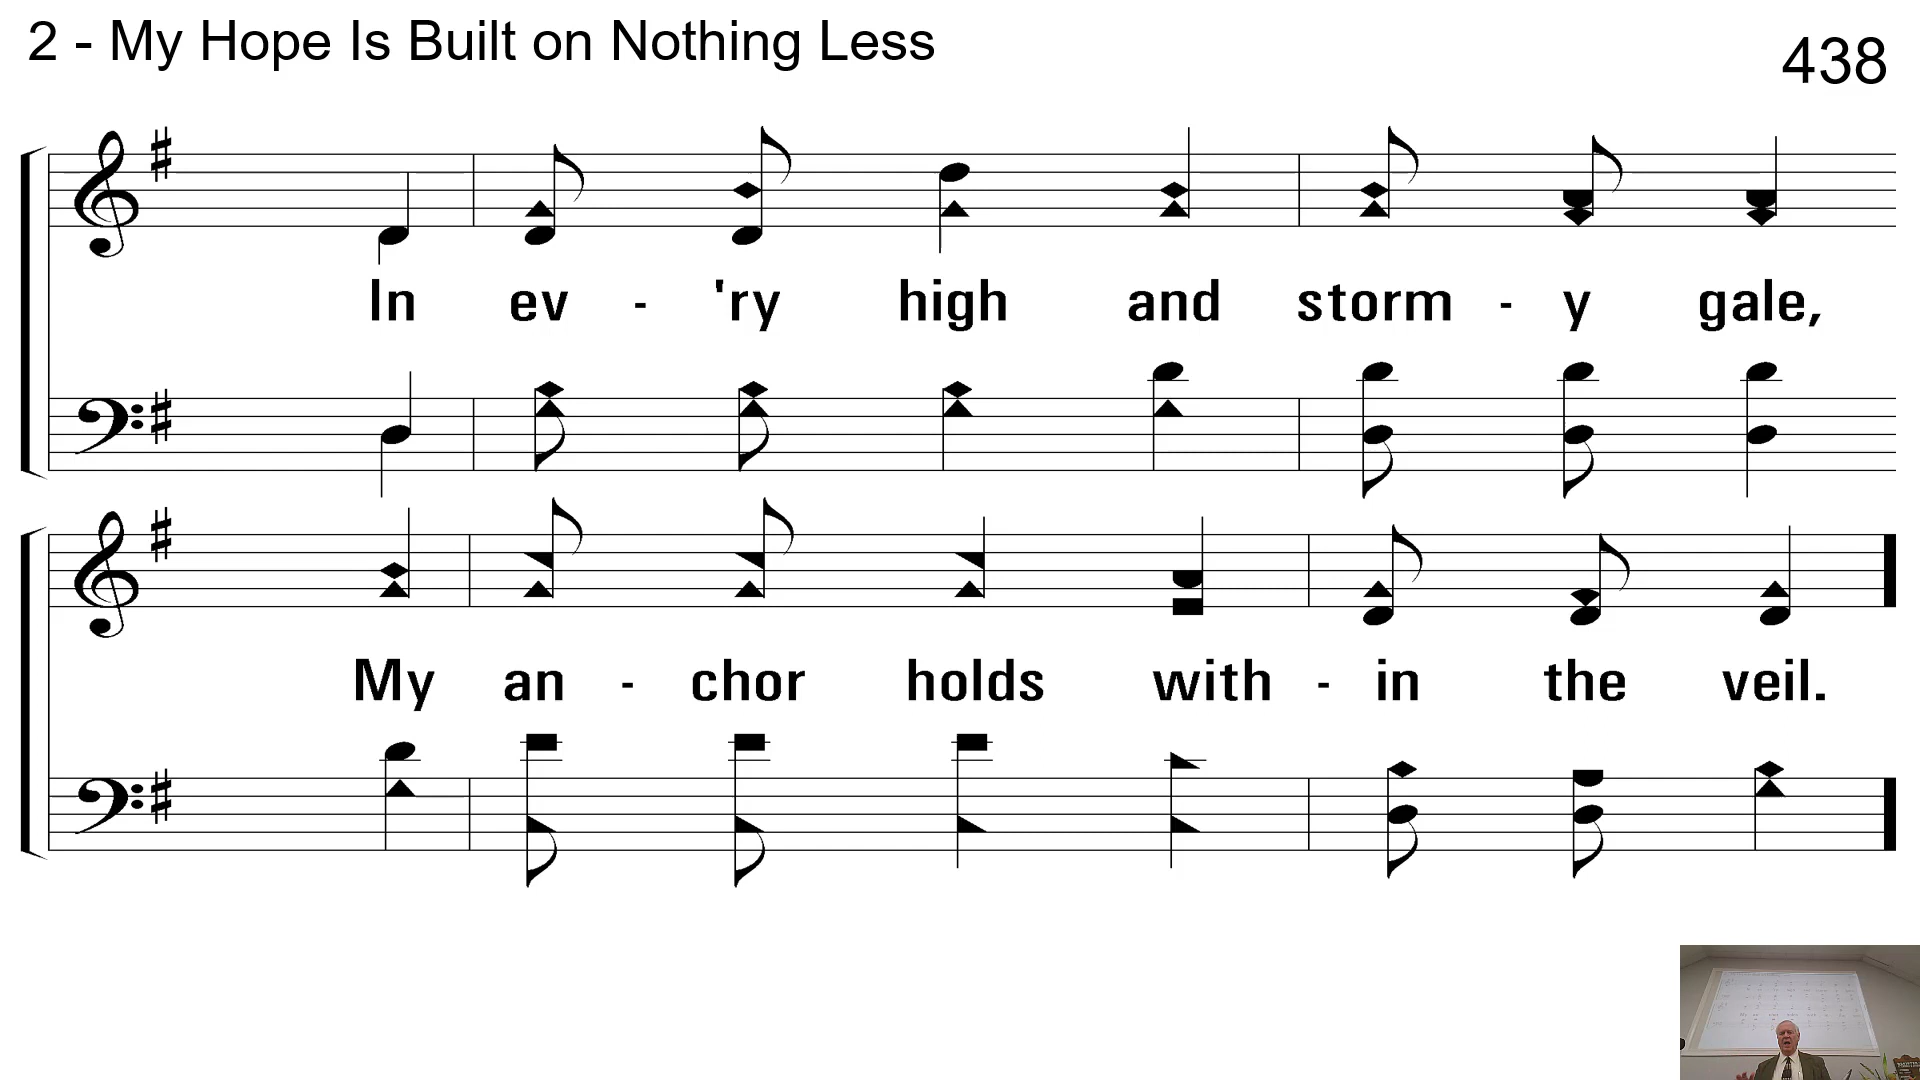 2 - My Hope Is Built on Nothing Less
438
In ev - 'ry high and storm - y gale,
My an - chor holds with - in the veil.